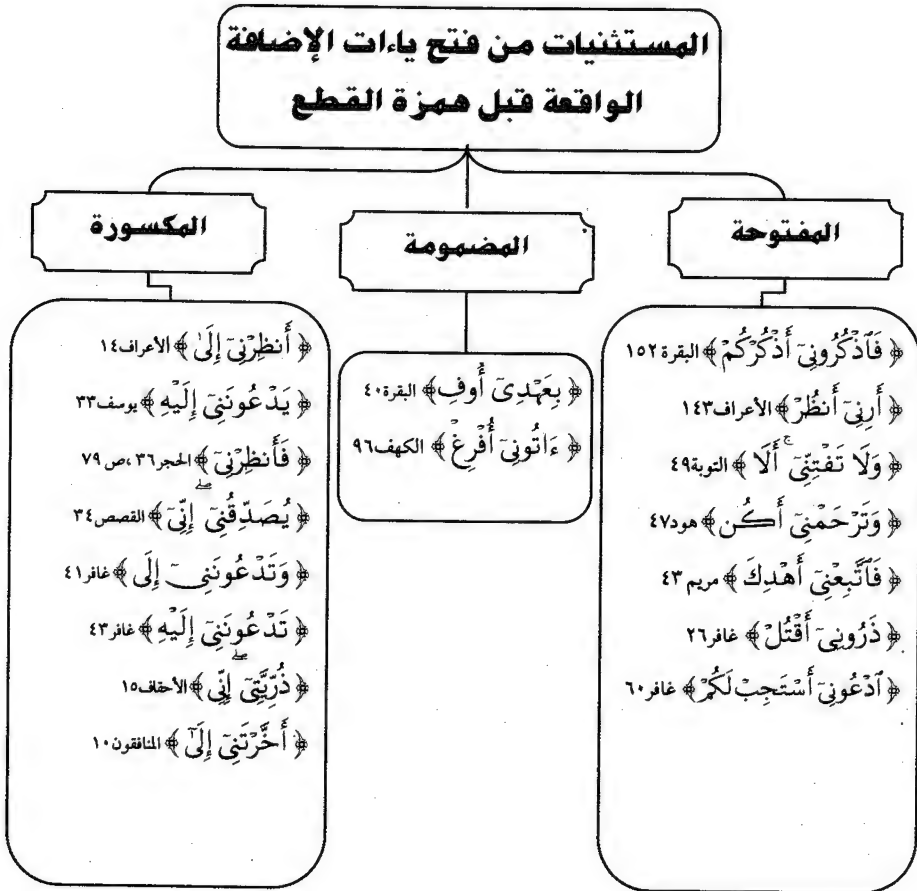 المستثنيات من فتح ياءات الإضافة
الواقعة قبل همزة القطع
المفتوحة
﴿ فَٱذْكُرُونِىٓ أَذْكُرْكُمْ ﴾ البقرة ١٥٢
﴿ أَرِنِىٓ أَنظُرْ ﴾ الأعراف ١٤٣
﴿ وَلَا تَفْتِنِّىٓ ۚ أَلَا ﴾ التوبة ٤٩
﴿ وَتَرْحَمْنِىٓ أَكُن ﴾ هود ٤٧
﴿ فَٱتَّبِعْنِىٓ أَهْدِكَ ﴾ مريم ٤٣
﴿ ذَرُونِىٓ أَقْتُلْ ﴾ غافر ٢٦
﴿ ٱدْعُونِىٓ أَسْتَجِبْ لَكُمْ ﴾ غافر ٦٠
المضمومة
﴿ بِعَهْدِىٓ أُوفِ ﴾ البقرة ٤٠
﴿ ءَاتُونِىٓ أُفْرِغْ ﴾ الكهف ٩٦
المكسورة
﴿ أَنظِرْنِىٓ إِلَىٰ ﴾ الأعراف ١٤
﴿ يَدْعُونَنِىٓ إِلَيْهِ ﴾ يوسف ٣٣
﴿ فَأَنظِرْنِىٓ ﴾ الحجر ٣٦ ،ص ٧٩
﴿ يُصَدِّقُنِىٓ ۖ إِنِّىٓ ﴾ القصص ٣٤
﴿ وَتَدْعُونَنِىٓ إِلَى ﴾ غافر ٤١
﴿ تَدْعُونَنِىٓ إِلَيْهِ ﴾ غافر ٤٣
﴿ ذُرِّيَّتِىٓ ۖ إِنِّى ﴾ الأحقاف ١٥
﴿ أَخَّرْتَنِىٓ إِلَىٰٓ ﴾ المنافقون ١٠